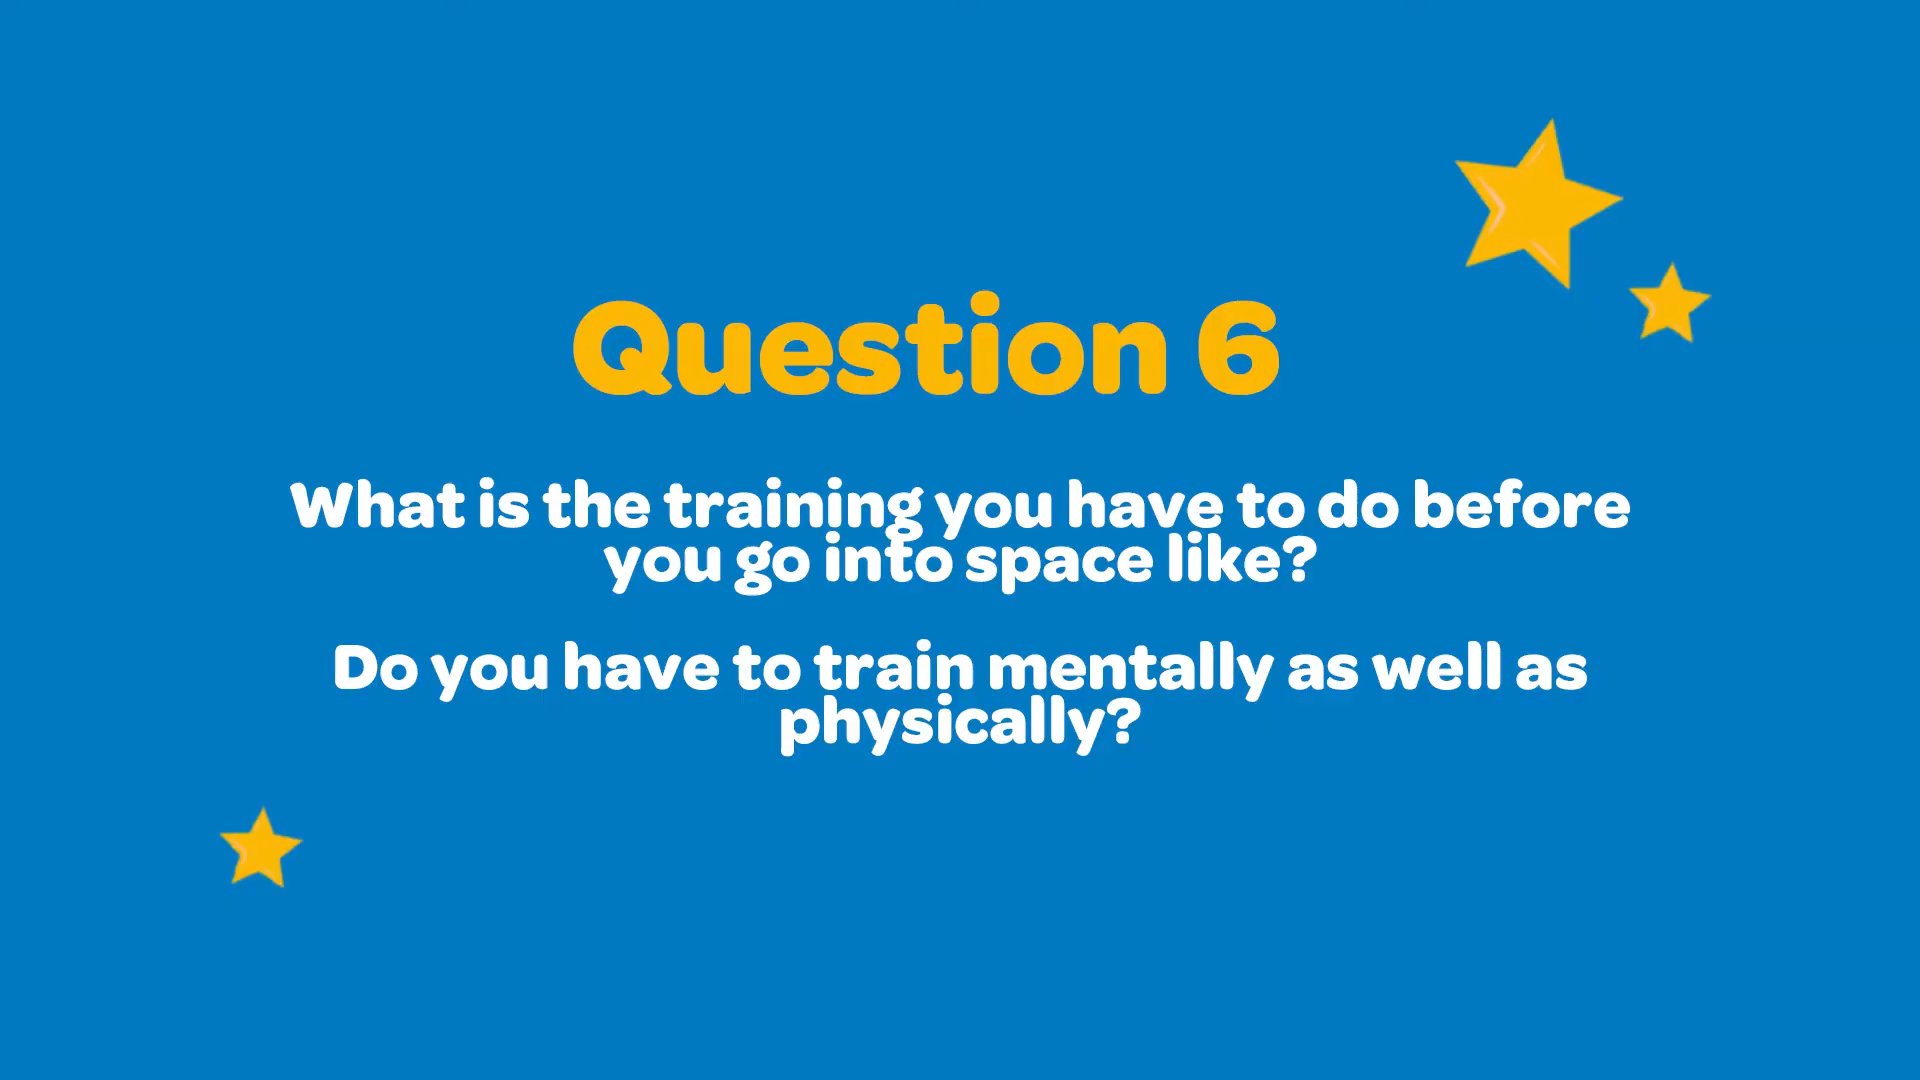 Question 6
What is the training you have to do before
you go into space like?
Do you have to train mentally as well as
physically?